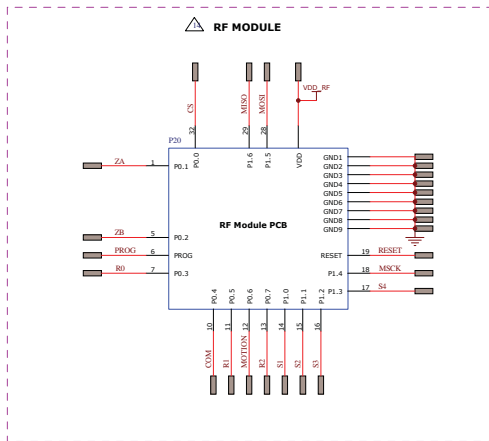 14 RF MODULE
VDD_RF
CS
MISO
MOSI
32
29
28
P20
P0.0
P1.6
P1.5
VDD
ZA 1 P0.1
GND1
GND2
GND3
GND4
GND5
GND6
GND7
GND8
GND9
RF Module PCB
ZB 5 P0.2
PROG 6 PROG
R0 7 P0.3
RESET 19 RESET
P1.4 18 MSCK
P1.3 17 S4
P0.4
P0.5
P0.6
P0.7
P1.0
P1.1
P1.2
10
11
12
13
14
15
16
COM
R1
MOTION
R2
S1
S2
S3